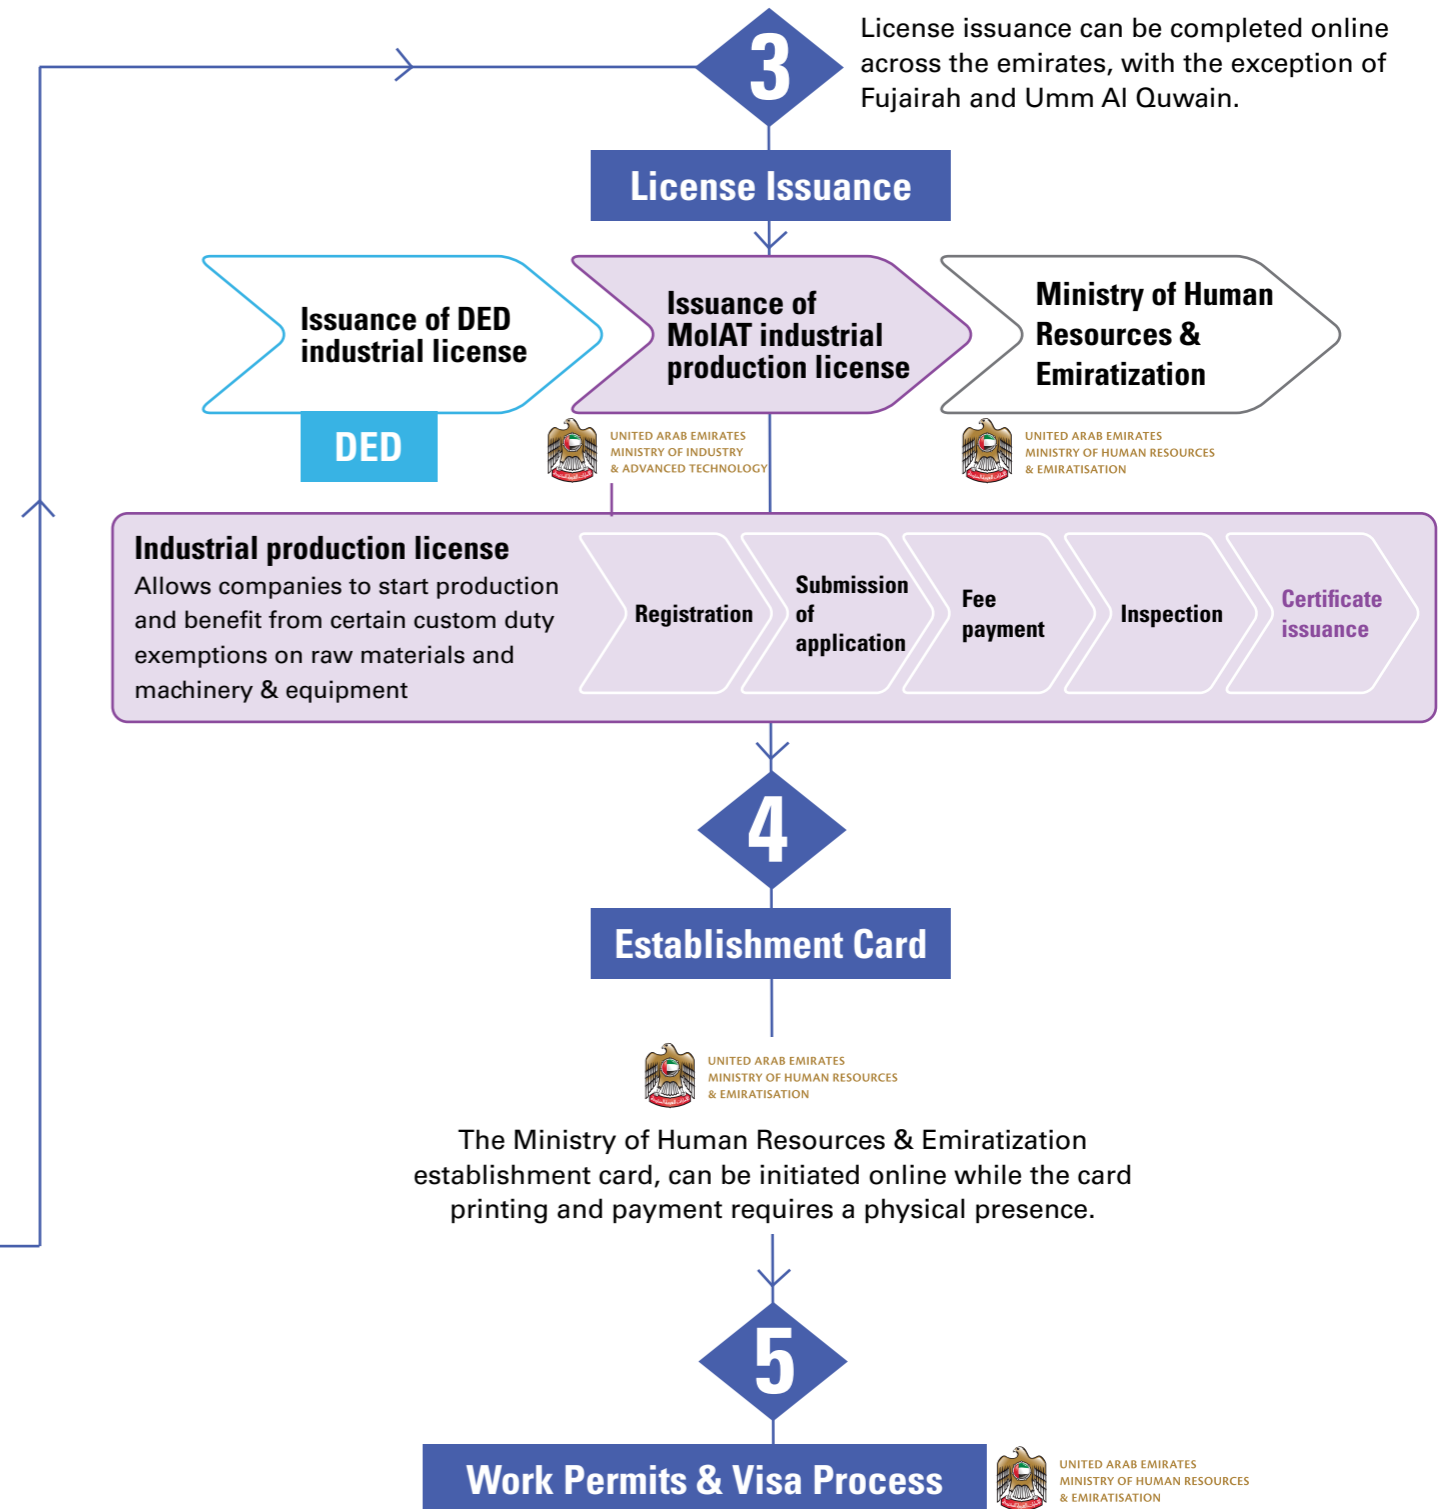 3
License issuance can be completed online
across the emirates, with the exception of
Fujairah and Umm Al Quwain.
License Issuance
Issuance of DED
industrial license
Issuance of
MoIAT industrial
production license
Ministry of Human
Resources &
Emiratization
DED
UNITED ARAB EMIRATES
MINISTRY OF INDUSTRY
& ADVANCED TECHNOLOGY
UNITED ARAB EMIRATES
MINISTRY OF HUMAN RESOURCES
& EMIRATISATION
Industrial production license
Allows companies to start production
and benefit from certain custom duty
exemptions on raw materials and
machinery & equipment
Registration
Submission
of
application
Fee
payment
Inspection
Certificate
issuance
4
Establishment Card
UNITED ARAB EMIRATES
MINISTRY OF HUMAN RESOURCES
& EMIRATISATION
The Ministry of Human Resources & Emiratization
establishment card, can be initiated online while the card
printing and payment requires a physical presence.
5
Work Permits & Visa Process
UNITED ARAB EMIRATES
MINISTRY OF HUMAN RESOURCES
& EMIRATISATION